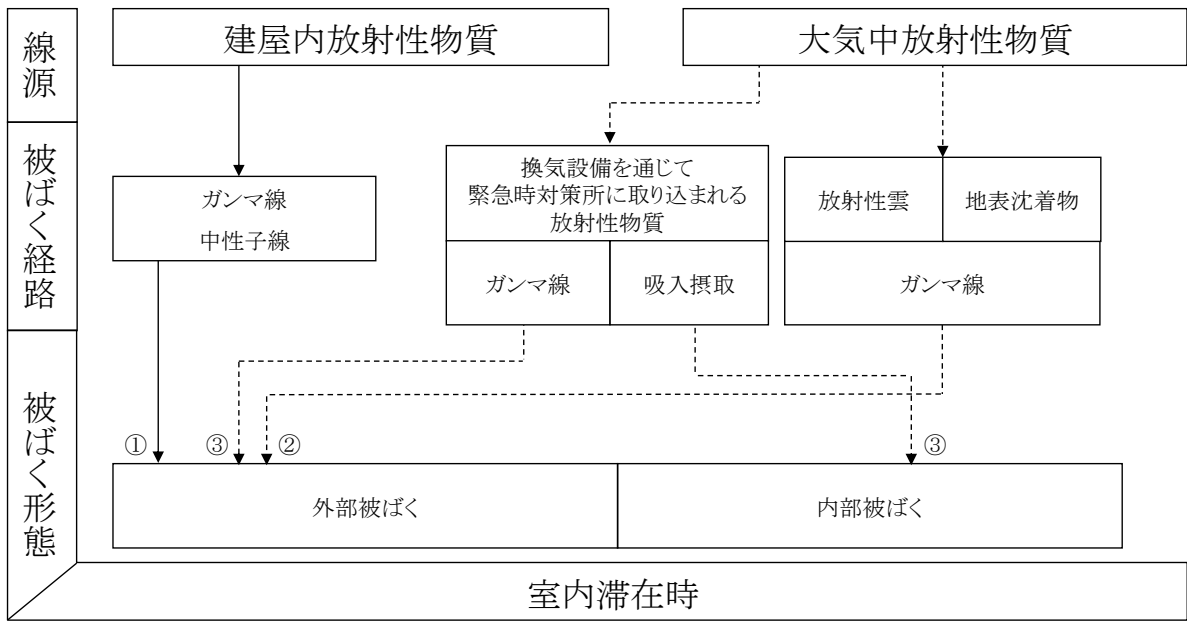 線源
建屋内放射性物質
大気中放射性物質
被ばく経路
ガンマ線
中性子線
換気設備を通じて
緊急時対策所に取り込まれる
放射性物質
ガンマ線
吸入摂取
放射性雲
地表沈着物
ガンマ線
被ばく形態
①
③
②
③
外部被ばく
内部被ばく
室内滞在時